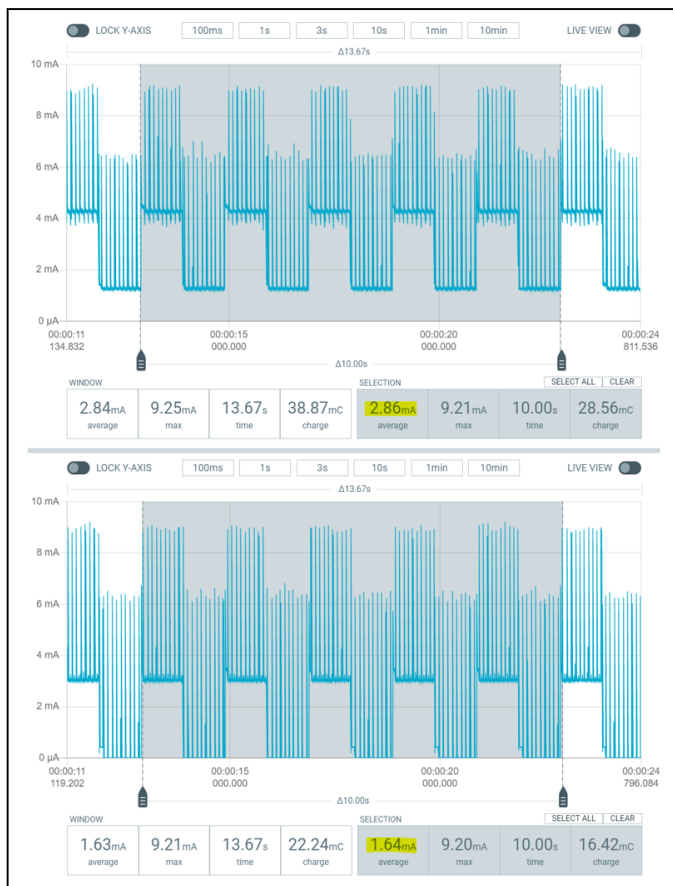 LOCK Y-AXIS 100ms 1s 3s 10s 1min 10min LIVE VIEW
Δ13.67s
10 mA
8 mA
6 mA
4 mA
2 mA
0 µA
00:00:11 00:00:15 00:00:20 00:00:24
134.832 000.000 000.000 811.536
Δ10.00s
WINDOW SELECTION SELECT ALL CLEAR
2.84mA 9.25mA 13.67s 38.87mC 2.86mA 9.21mA 10.00s 28.56mC
average max time charge average max time charge
LOCK Y-AXIS 100ms 1s 3s 10s 1min 10min LIVE VIEW
Δ13.67s
10 mA
8 mA
6 mA
4 mA
2 mA
0 µA
00:00:11 00:00:15 00:00:20 00:00:24
119.202 000.000 000.000 796.084
Δ10.00s
WINDOW SELECTION SELECT ALL CLEAR
1.63mA 9.21mA 13.67s 22.24mC 1.64mA 9.20mA 10.00s 16.42mC
average max time charge average max time charge